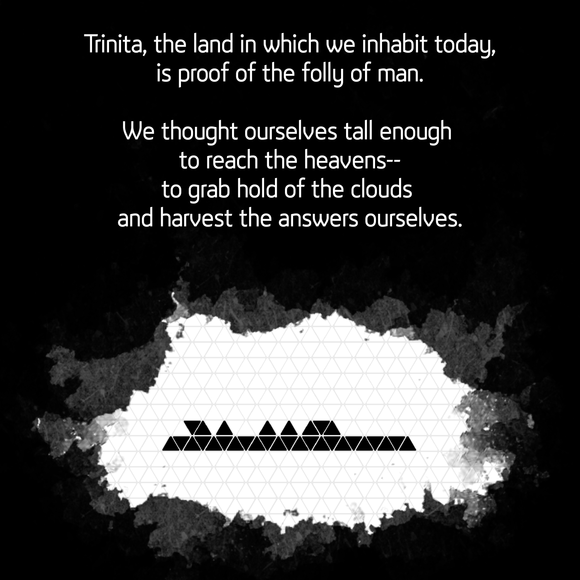 Trinita, the land in which we inhabit today,
is proof of the folly of man.
We thought ourselves tall enough
to reach the heavens--
to grab hold of the clouds
and harvest the answers ourselves.